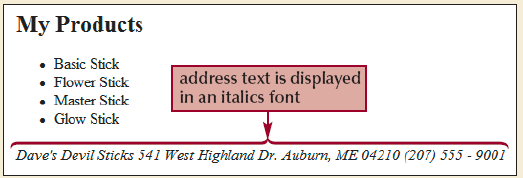 My Products
Basic Stick
Flower Stick
Master Stick
Glow Stick
address text is displayed
in an italics font
Dave's Devil Sticks 541 West Highland Dr. Auburn, ME 04210 (207) 555 - 9001